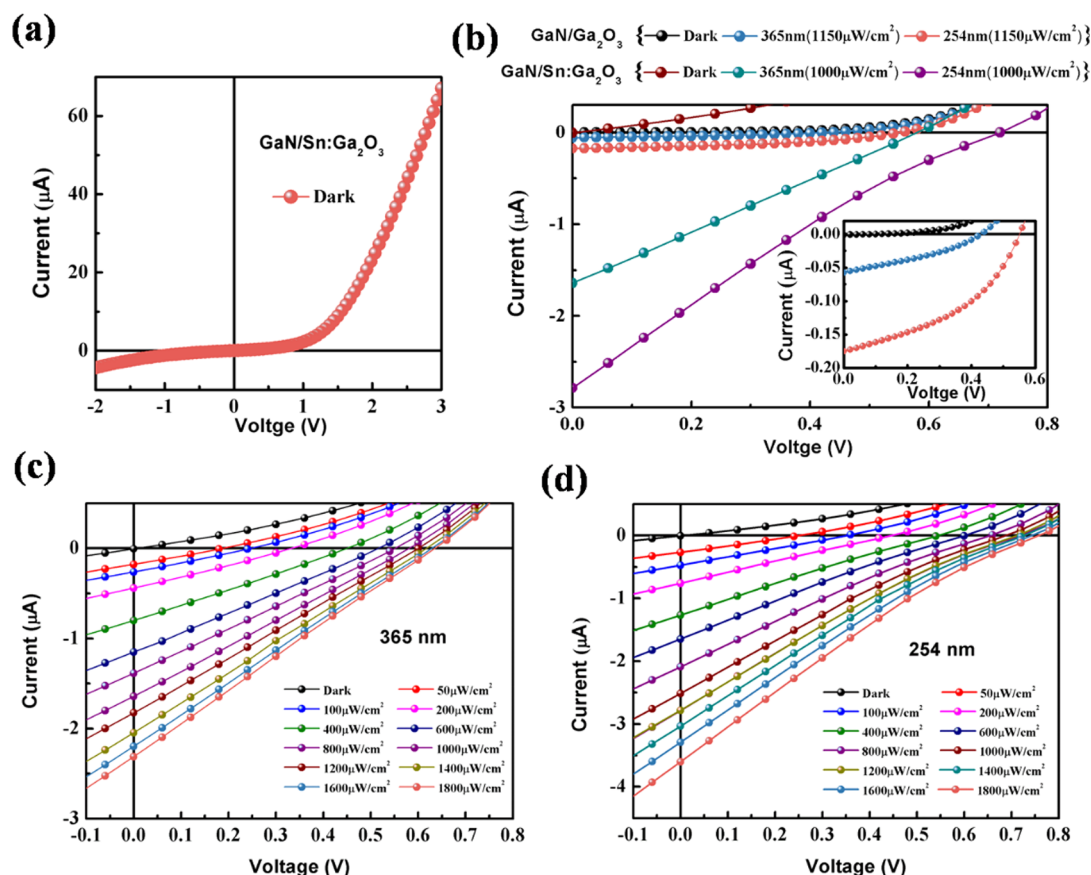 (a)
Current (μA)
60
40
20
0
GaN/Sn:Ga₂O₃
Dark
-2 -1 0 1 2 3
Voltge (V)
(b)
GaN/Ga₂O₃ { Dark 365nm(1150μW/cm²) 254nm(1150μW/cm²)}
GaN/Sn:Ga₂O₃ { Dark 365nm(1000μW/cm²) 254nm(1000μW/cm²)}
Current (μA)
0
-1
-2
-3
0.0 0.2 0.4 0.6 0.8
Voltge (V)
Current (μA)
0.00
-0.05
-0.10
-0.15
-0.20
0.0 0.2 0.4 0.6
Voltge (V)
(c)
Current (μA)
0
-1
-2
-3
365 nm
Dark 50μW/cm²
100μW/cm² 200μW/cm²
400μW/cm² 600μW/cm²
800μW/cm² 1000μW/cm²
1200μW/cm² 1400μW/cm²
1600μW/cm² 1800μW/cm²
-0.1 0.0 0.1 0.2 0.3 0.4 0.5 0.6 0.7 0.8
Voltage (V)
(d)
Current (μA)
0
-1
-2
-3
-4
254 nm
Dark 50μW/cm²
100μW/cm² 200μW/cm²
400μW/cm² 600μW/cm²
800μW/cm² 1000μW/cm²
1200μW/cm² 1400μW/cm²
1600μW/cm² 1800μW/cm²
-0.1 0.0 0.1 0.2 0.3 0.4 0.5 0.6 0.7 0.8
Voltage (V)